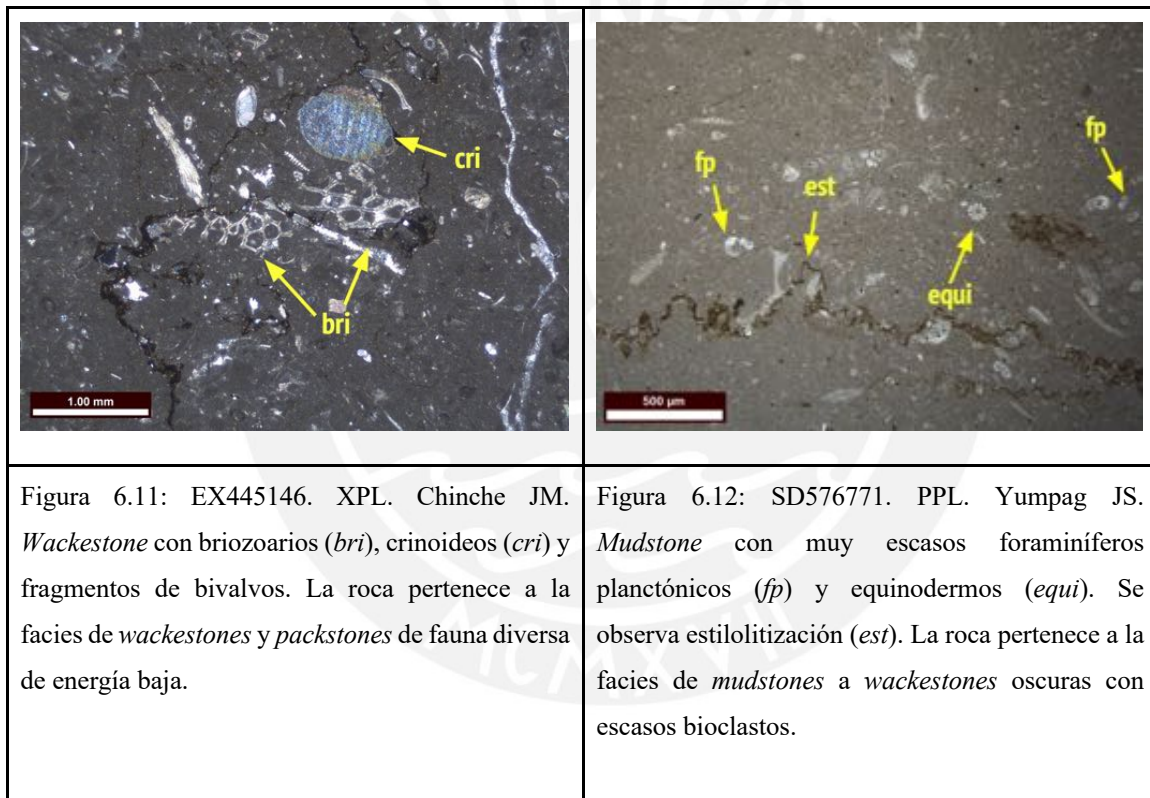 cri
bri
1.00 mm
fp
est
fp
equi
500 µm
Figura 6.11: EX445146. XPL. Chinche JM.
Wackestone con briozoarios (bri), crinoideos (cri) y
fragmentos de bivalvos. La roca pertenece a la
facies de wackestones y packstones de fauna diversa
de energía baja.
Figura 6.12: SD576771. PPL. Yumpag JS.
Mudstone con muy escasos foraminíferos
planctónicos (fp) y equinodermos (equi). Se
observa estilolitización (est). La roca pertenece a la
facies de mudstones a wackestones oscuras con
escasos bioclastos.
MCMXVII